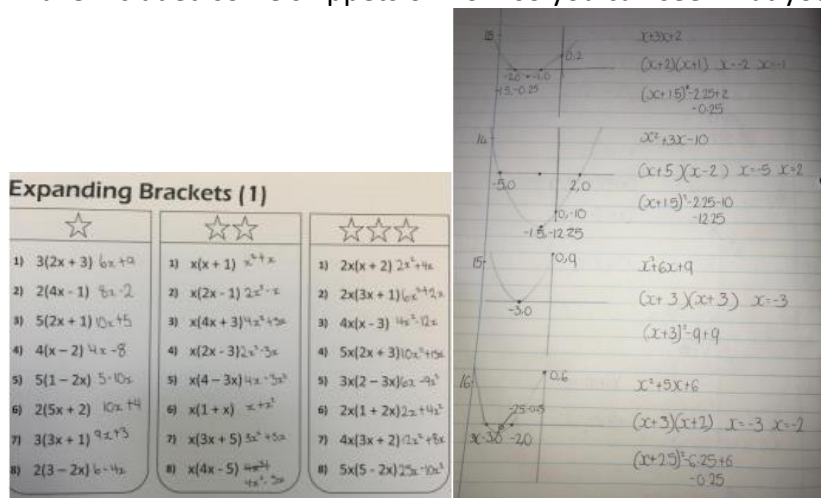 Expanding Brackets (1)
1) 3(2x + 3) 6x+9
2) 2(4x - 1) 8x-2
3) 5(2x + 1) 10x+5
4) 4(x – 2) 4x-8
5) 5(1 – 2x) 5-10x
6) 2(5x + 2) 10x+4
7) 3(3x + 1) 9x+3
8) 2(3 – 2x) 6-4x
1) x(x + 1) x²+x
2) x(2x - 1) 2x²-x
3) x(4x + 3) 4x²+3x
4) x(2x - 3) 2x²-3x
5) x(4 – 3x) 4x-3x²
6) x(1 + x) x+x²
7) x(3x + 5) 3x²+5x
8) x(4x - 5)
4x²-5x
1) 2x(x + 2) 2x²+4x
2) 2x(3x + 1) 6x²+2x
3) 4x(x - 3) 4x²-12x
4) 5x(2x + 3) 10x²+15x
5) 3x(2 – 3x) 6x-9x²
6) 2x(1 + 2x) 2x+4x²
7) 4x(3x + 2) 12x²+8x
8) 5x(5 - 2x) 25x-10x²
0,2
-2,0 -1,0
-1.5,-0.25
x+3x+2
(x+2)(x+1) x=-2 x=-1
(x+1.5)²-2.25+2
-0.25
14
-5,0 2,0
0,-10
-1.5,-12.25
x²+3x-10
(x+5)(x-2) x=-5 x=2
(x+1.5)²-2.25-10
-12.25
15
0,9
-3,0
x²+6x+9
(x+3)(x+3) x=-3
(x+3)²-9+9
16
0,6
-3,0 -2,0
x²+5x+6
(x+3)(x+2) x=-3 x=-2
(x+2.5)²-6.25+6
-0.25